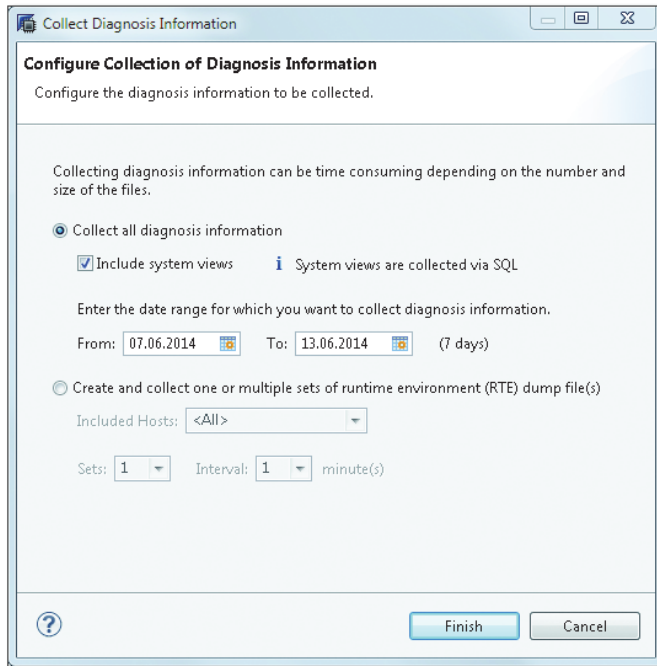 Collect Diagnosis Information
Configure Collection of Diagnosis Information
Configure the diagnosis information to be collected.
Collecting diagnosis information can be time consuming depending on the number and
size of the files.
Collect all diagnosis information
Include system views i System views are collected via SQL
Enter the date range for which you want to collect diagnosis information.
From: 07.06.2014 To: 13.06.2014 (7 days)
Create and collect one or multiple sets of runtime environment (RTE) dump file(s)
Included Hosts: <All>
Sets: 1 Interval: 1 minute(s)
? Finish Cancel